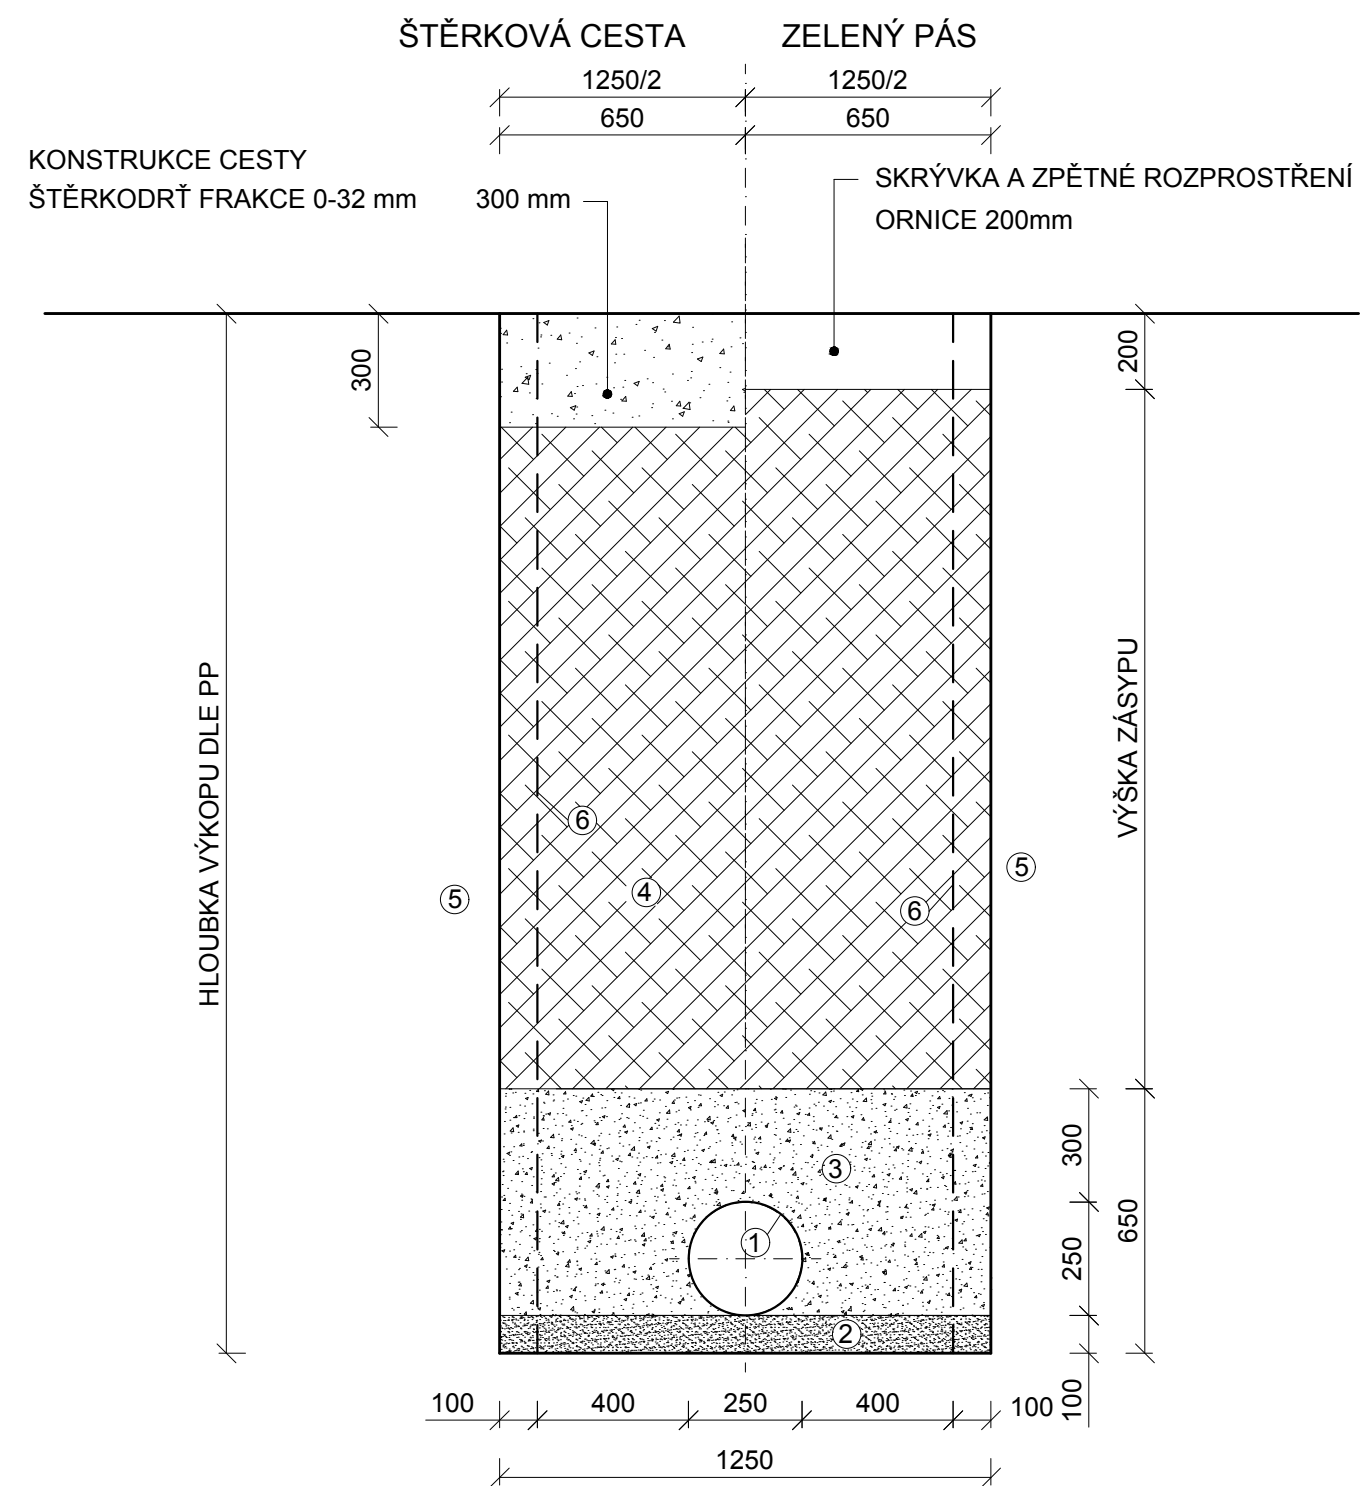 ŠTĚRKOVÁ CESTA ZELENÝ PÁS
1250/2 1250/2
650 650
KONSTRUKCE CESTY
ŠTĚRKODRŤ FRAKCE 0-32 mm 300 mm
SKRÝVKA A ZPĚTNÉ ROZPROSTŘENÍ
ORNICE 200mm
300
200
HLOUBKA VÝKOPU DLE PP
VÝŠKA ZÁSYPU
6
4
5
6
5
3
1
2
300
250
650
100
100 400 250 400 100
1250